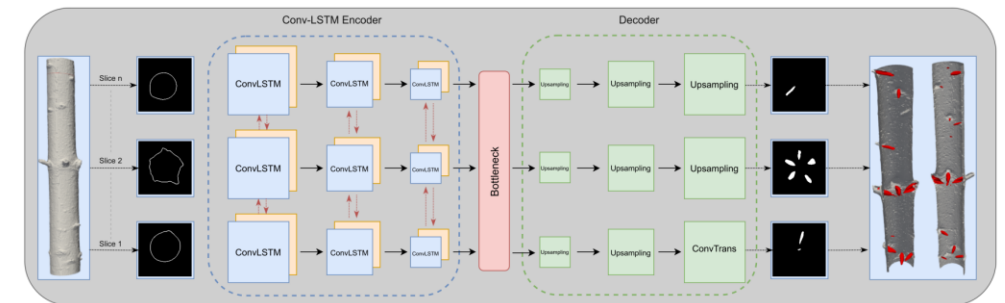 Conv-LSTM Encoder
Decoder
Slice n
ConvLSTM
ConvLSTM
ConvLSTM
Upsampling
Upsampling
Upsampling
Slice 2
ConvLSTM
ConvLSTM
ConvLSTM
Bottleneck
Upsampling
Upsampling
Upsampling
Slice 1
ConvLSTM
ConvLSTM
ConvLSTM
Upsampling
Upsampling
ConvTrans